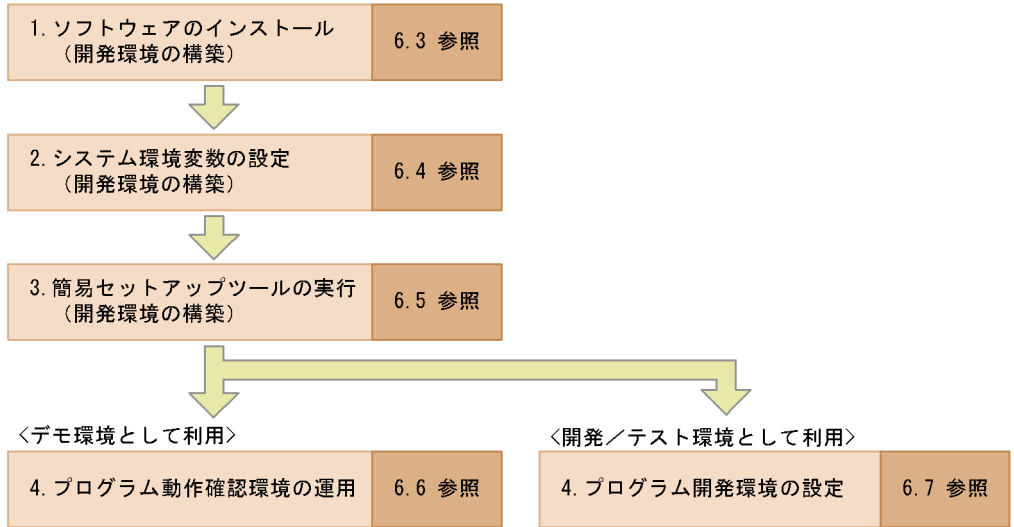 1. ソフトウェアのインストール
（開発環境の構築）
6.3 参照
2. システム環境変数の設定
（開発環境の構築）
6.4 参照
3. 簡易セットアップツールの実行
（開発環境の構築）
6.5 参照
<デモ環境として利用>
4. プログラム動作確認環境の運用
6.6 参照
<開発／テスト環境として利用>
4. プログラム開発環境の設定
6.7 参照